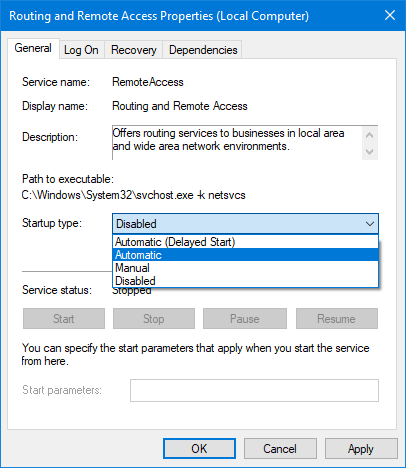 Routing and Remote Access Properties (Local Computer)
General Log On Recovery Dependencies
Service name: RemoteAccess
Display name: Routing and Remote Access
Description: Offers routing services to businesses in local area
and wide area network environments.
Path to executable:
C:\Windows\System32\svchost.exe -k netsvcs
Startup type: Disabled
Automatic (Delayed Start)
Automatic
Manual
Disabled
Service status: Stopped
Start Stop Pause Resume
You can specify the start parameters that apply when you start the service
from here.
Start parameters:
OK Cancel Apply